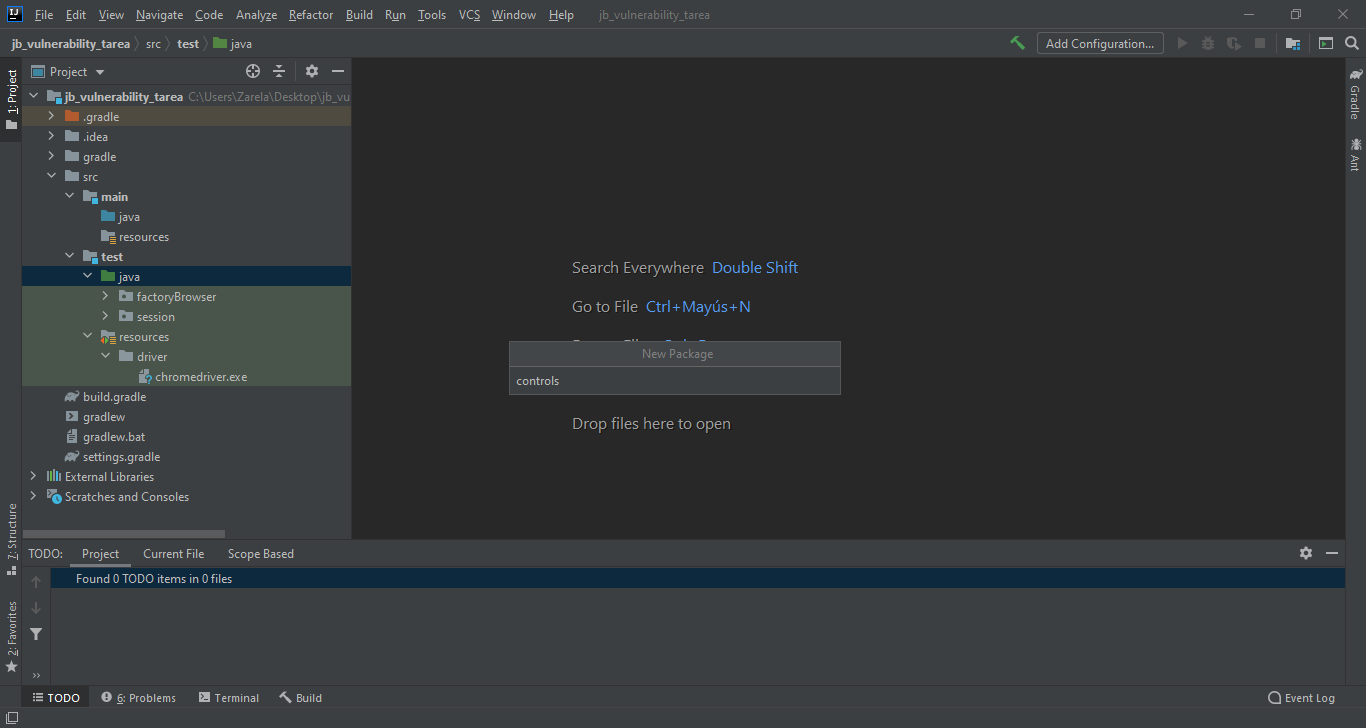 File Edit View Navigate Code Analyze Refactor Build Run Tools VCS Window Help jb_vulnerability_tarea
jb_vulnerability_tarea src test java
Add Configuration...
1: Project
Project
jb_vulnerability_tarea C:\Users\Zarela\Desktop\jb_vu
.gradle
.idea
gradle
src
main
java
resources
test
java
factoryBrowser
session
resources
driver
chromedriver.exe
build.gradle
gradlew
gradlew.bat
settings.gradle
External Libraries
Scratches and Consoles
Search Everywhere Double Shift
Go to File Ctrl+Mayús+N
New Package
controls
Drop files here to open
Gradle
Ant
7: Structure
2: Favorites
TODO: Project Current File Scope Based
Found 0 TODO items in 0 files
TODO 6: Problems Terminal Build Event Log